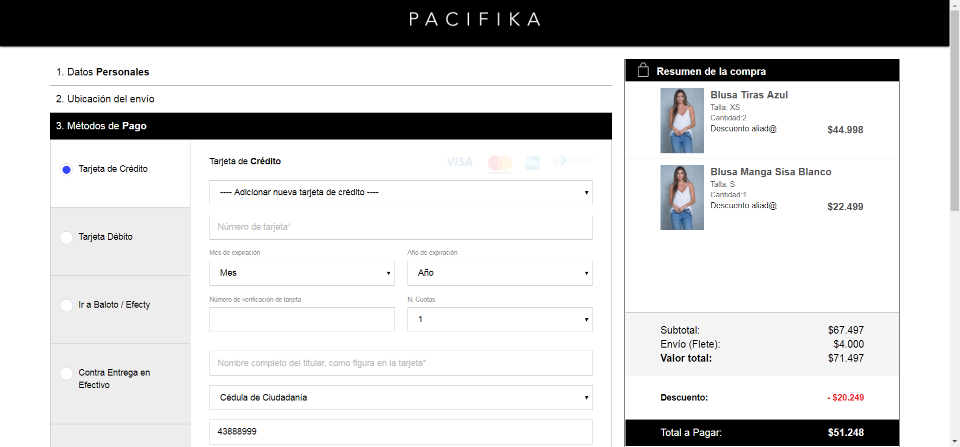 PACIFIKA
1. Datos Personales
2. Ubicación del envío
3. Métodos de Pago
Tarjeta de Crédito
Tarjeta Débito
Ir a Baloto / Efecty
Contra Entrega en
Efectivo
Tarjeta de Crédito
VISA
---- Adicionar nueva tarjeta de crédito ----
Número de tarjeta*
Mes de expiración
Año de expiración
Mes
Año
Número de verificación de tarjeta
N. Cuotas
1
Nombre completo del titular, como figura en la tarjeta*
Cédula de Ciudadanía
43888999
Resumen de la compra
Blusa Tiras Azul
Talla: XS
Cantidad:2
Descuento aliad@
$44.998
Blusa Manga Sisa Blanco
Talla: S
Cantidad:1
Descuento aliad@
$22.499
Subtotal: $67.497
Envío (Flete): $4.000
Valor total: $71.497
Descuento: - $20.249
Total a Pagar: $51.248